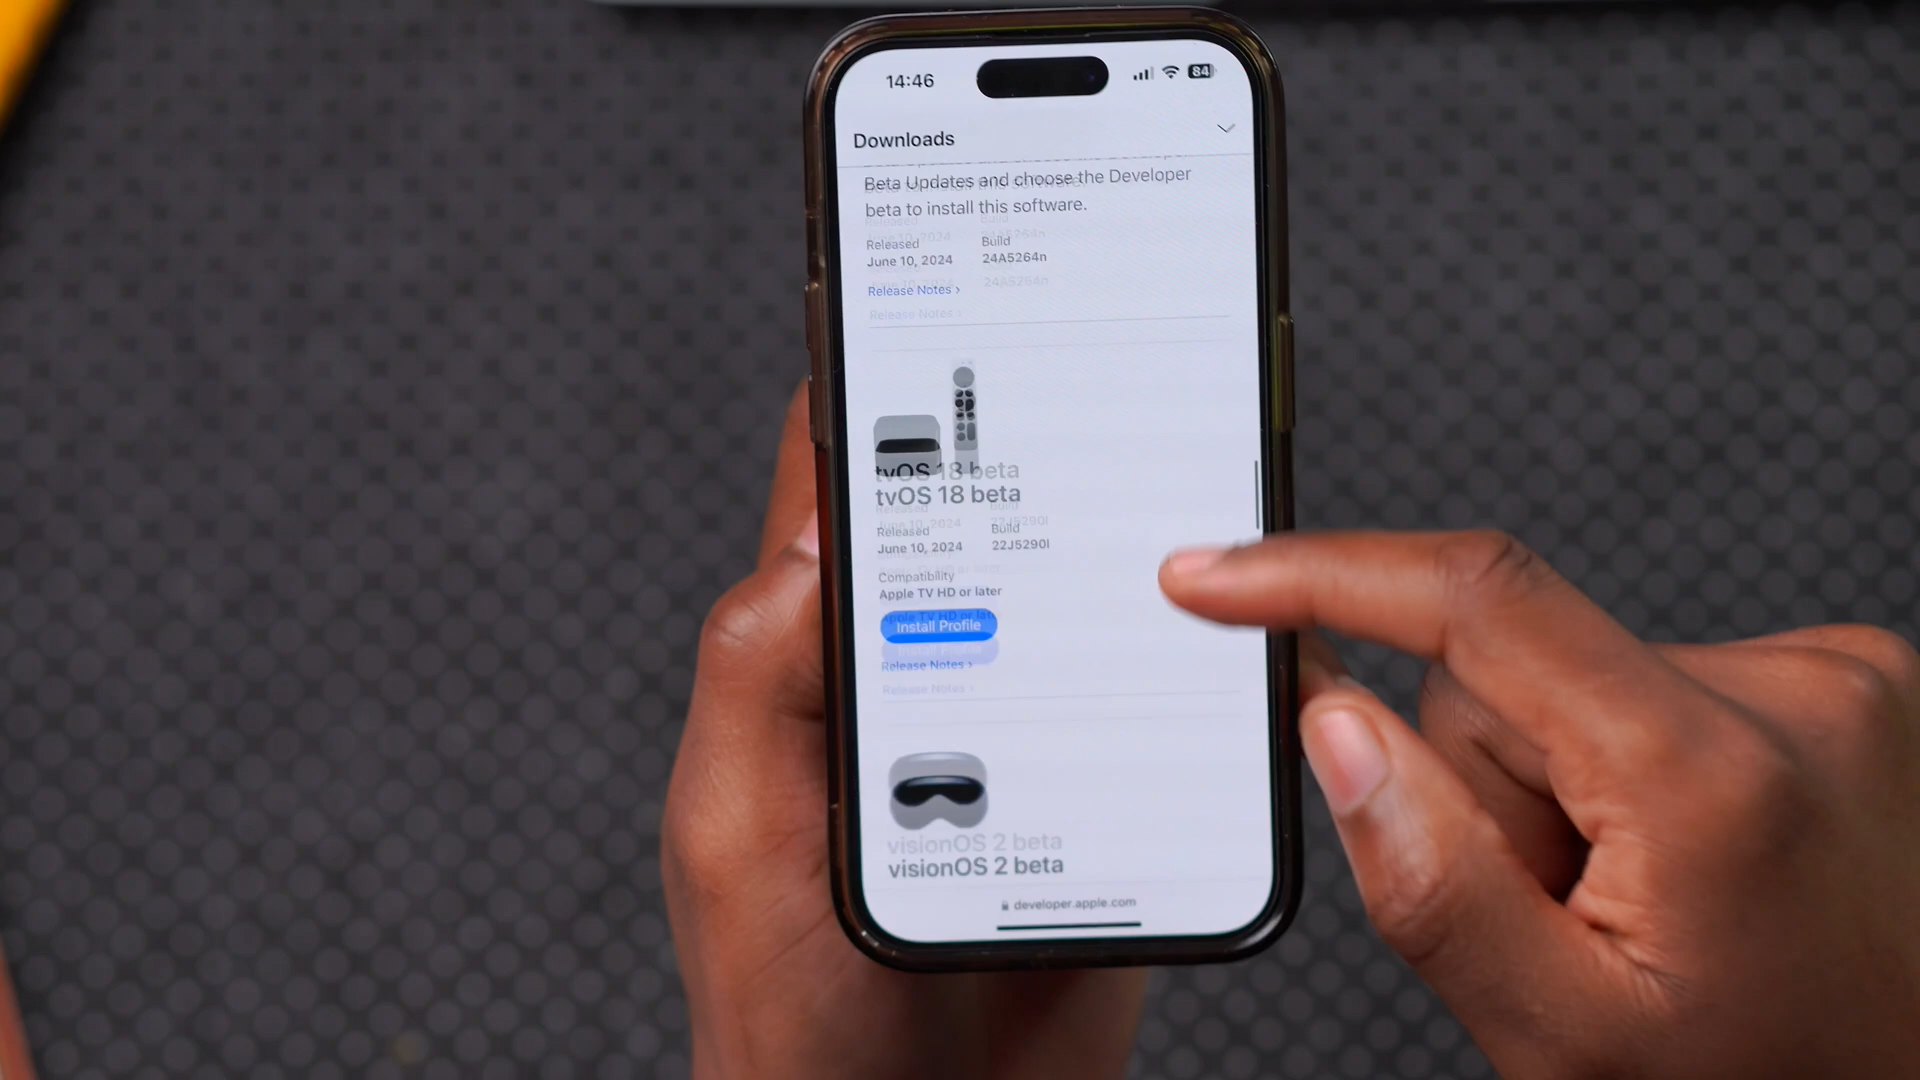 14:46
84
Downloads
Beta Updates and choose the Developer
beta to install this software.
Released Build
June 10, 2024 24A5264n
Release Notes ›
tvOS 18 beta
Released Build
June 10, 2024 22J5290l
Compatibility
Apple TV HD or later
Install Profile
Release Notes ›
visionOS 2 beta
developer.apple.com